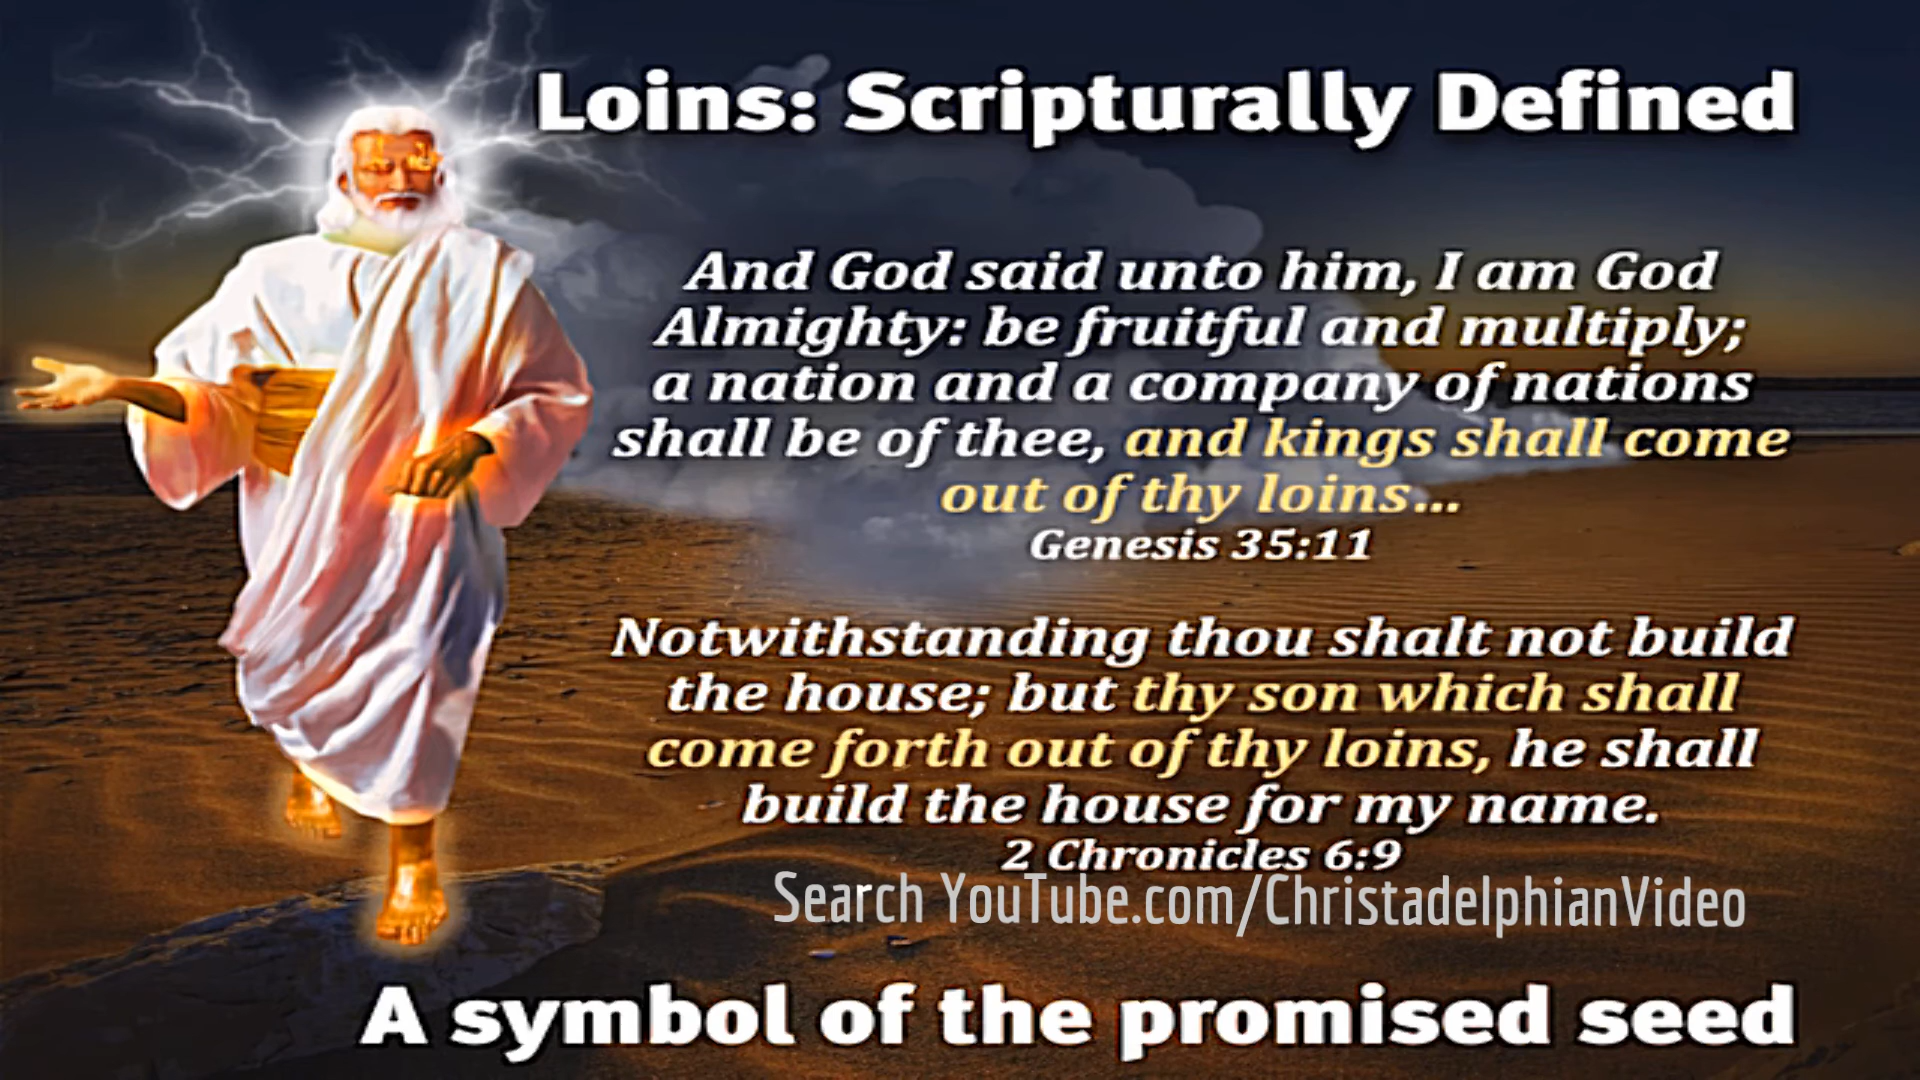 Loins: Scripturally Defined
And God said unto him, I am God
Almighty: be fruitful and multiply;
a nation and a company of nations
shall be of thee, and kings shall come
out of thy loins...
Genesis 35:11
Notwithstanding thou shalt not build
the house; but thy son which shall
come forth out of thy loins, he shall
build the house for my name.
2 Chronicles 6:9
Search YouTube.com/ChristadelphianVideo
A symbol of the promised seed